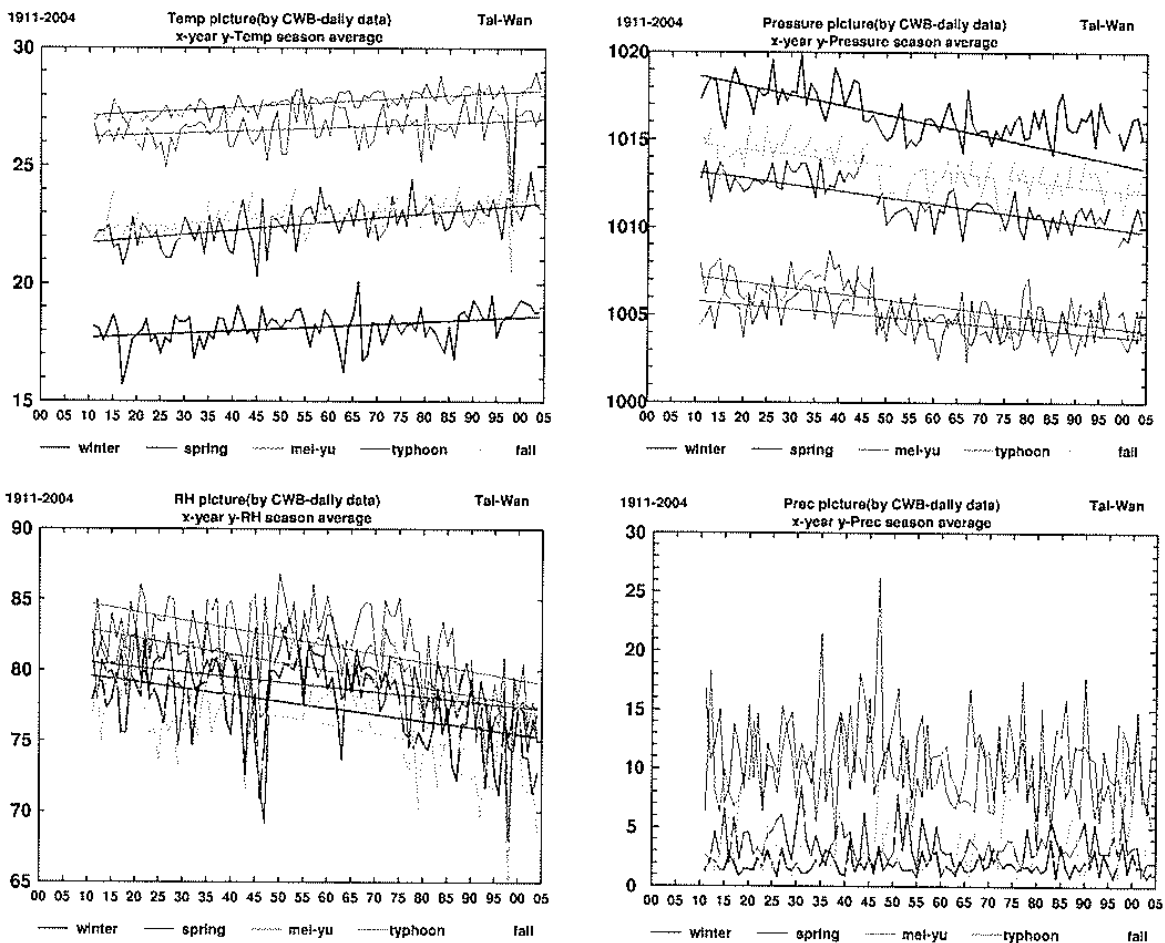 1911-2004 Temp picture(by CWB-daily data) Tai-Wan
x-year y-Temp season average
30
25
20
15
00 05 10 15 20 25 30 35 40 45 50 55 60 65 70 75 80 85 90 95 00 05
winter spring mei-yu typhoon fall
1911-2004 Pressure picture(by CWB-daily data) Tai-Wan
x-year y-Pressure season average
1020
1015
1010
1005
1000
00 05 10 15 20 25 30 35 40 45 50 55 60 65 70 75 80 85 90 95 00 05
winter spring mei-yu typhoon fall
1911-2004 RH picture(by CWB-daily data) Tai-Wan
x-year y-RH season average
90
85
80
75
70
65
00 05 10 15 20 25 30 35 40 45 50 55 60 65 70 75 80 85 90 95 00 05
winter spring mei-yu typhoon fall
1911-2004 Prec picture(by CWB-daily data) Tai-Wan
x-year y-Prec season average
30
25
20
15
10
5
0
00 05 10 15 20 25 30 35 40 45 50 55 60 65 70 75 80 85 90 95 00 05
winter spring mei-yu typhoon fall